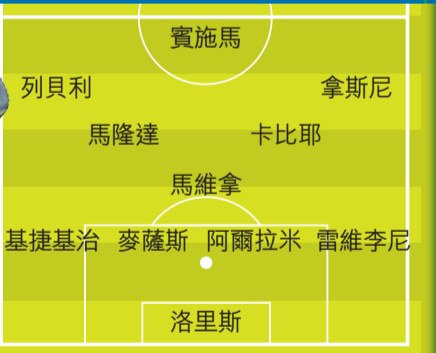 賓施馬
列貝利 拿斯尼
馬隆達 卡比耶
馬維拿
基捷基治 麥薩斯 阿爾拉米 雷維李尼
洛里斯